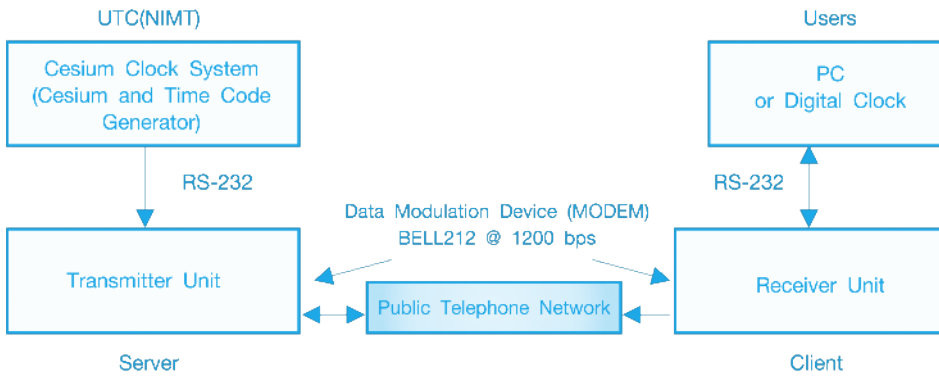 UTC(NIMT)
Users
Cesium Clock System
(Cesium and Time Code
Generator)
PC
or Digital Clock
RS-232
RS-232
Data Modulation Device (MODEM)
BELL212 @ 1200 bps
Transmitter Unit
Public Telephone Network
Receiver Unit
Server
Client